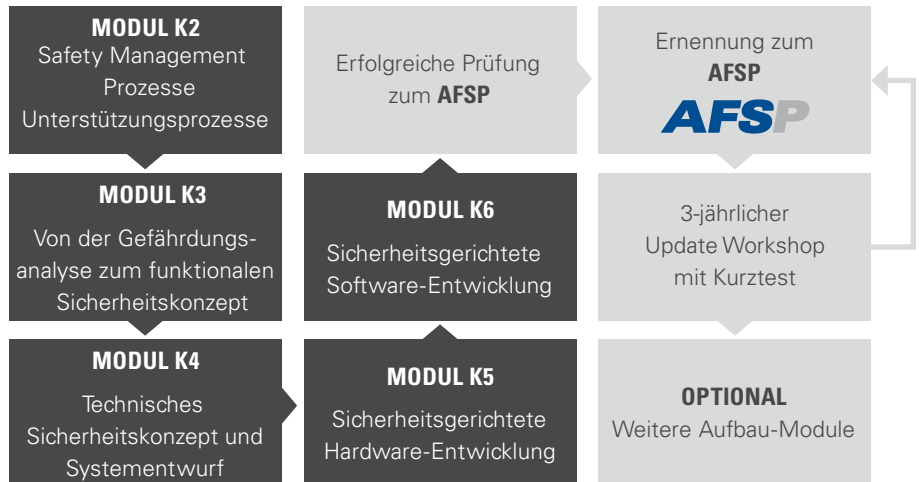 MODUL K2
Safety Management
Prozesse
Unterstützungsprozesse
MODUL K3
Von der Gefährdungs-
analyse zum funktionalen
Sicherheitskonzept
MODUL K4
Technisches
Sicherheitskonzept und
Systementwurf
MODUL K5
Sicherheitsgerichtete
Hardware-Entwicklung
MODUL K6
Sicherheitsgerichtete
Software-Entwicklung
Erfolgreiche Prüfung
zum AFSP
Ernennung zum
AFSP
AFSP
3-jährlicher
Update Workshop
mit Kurztest
OPTIONAL
Weitere Aufbau-Module